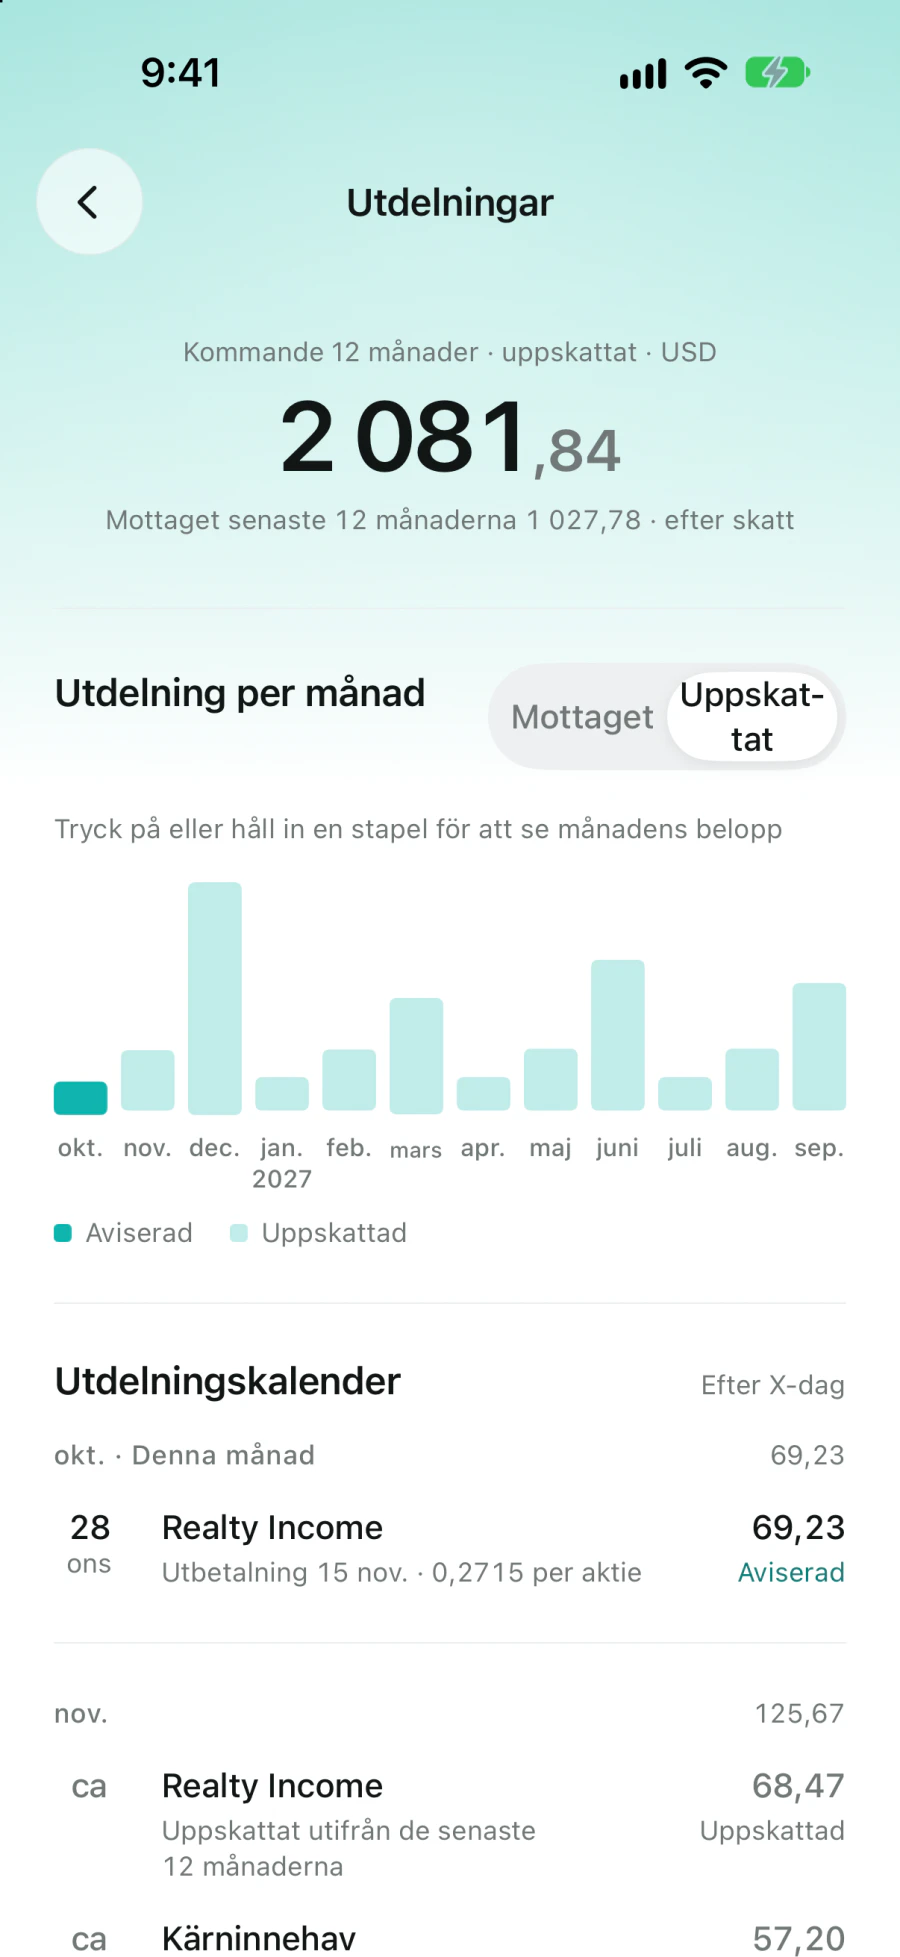 9:41
Utdelningar
Kommande 12 månader · uppskattat · USD
2 081,84
Mottaget senaste 12 månaderna 1 027,78 · efter skatt
Utdelning per månad
Mottaget
Uppskat-
tat
Tryck på eller håll in en stapel för att se månadens belopp
okt. nov. dec. jan. feb. mars apr. maj juni juli aug. sep.
2027
Aviserad Uppskattad
Utdelningskalender Efter X-dag
okt. · Denna månad 69,23
28 Realty Income 69,23
ons Utbetalning 15 nov. · 0,2715 per aktie Aviserad
nov. 125,67
ca Realty Income 68,47
Uppskattat utifrån de senaste Uppskattad
12 månaderna
ca Kärninnehav 57,20